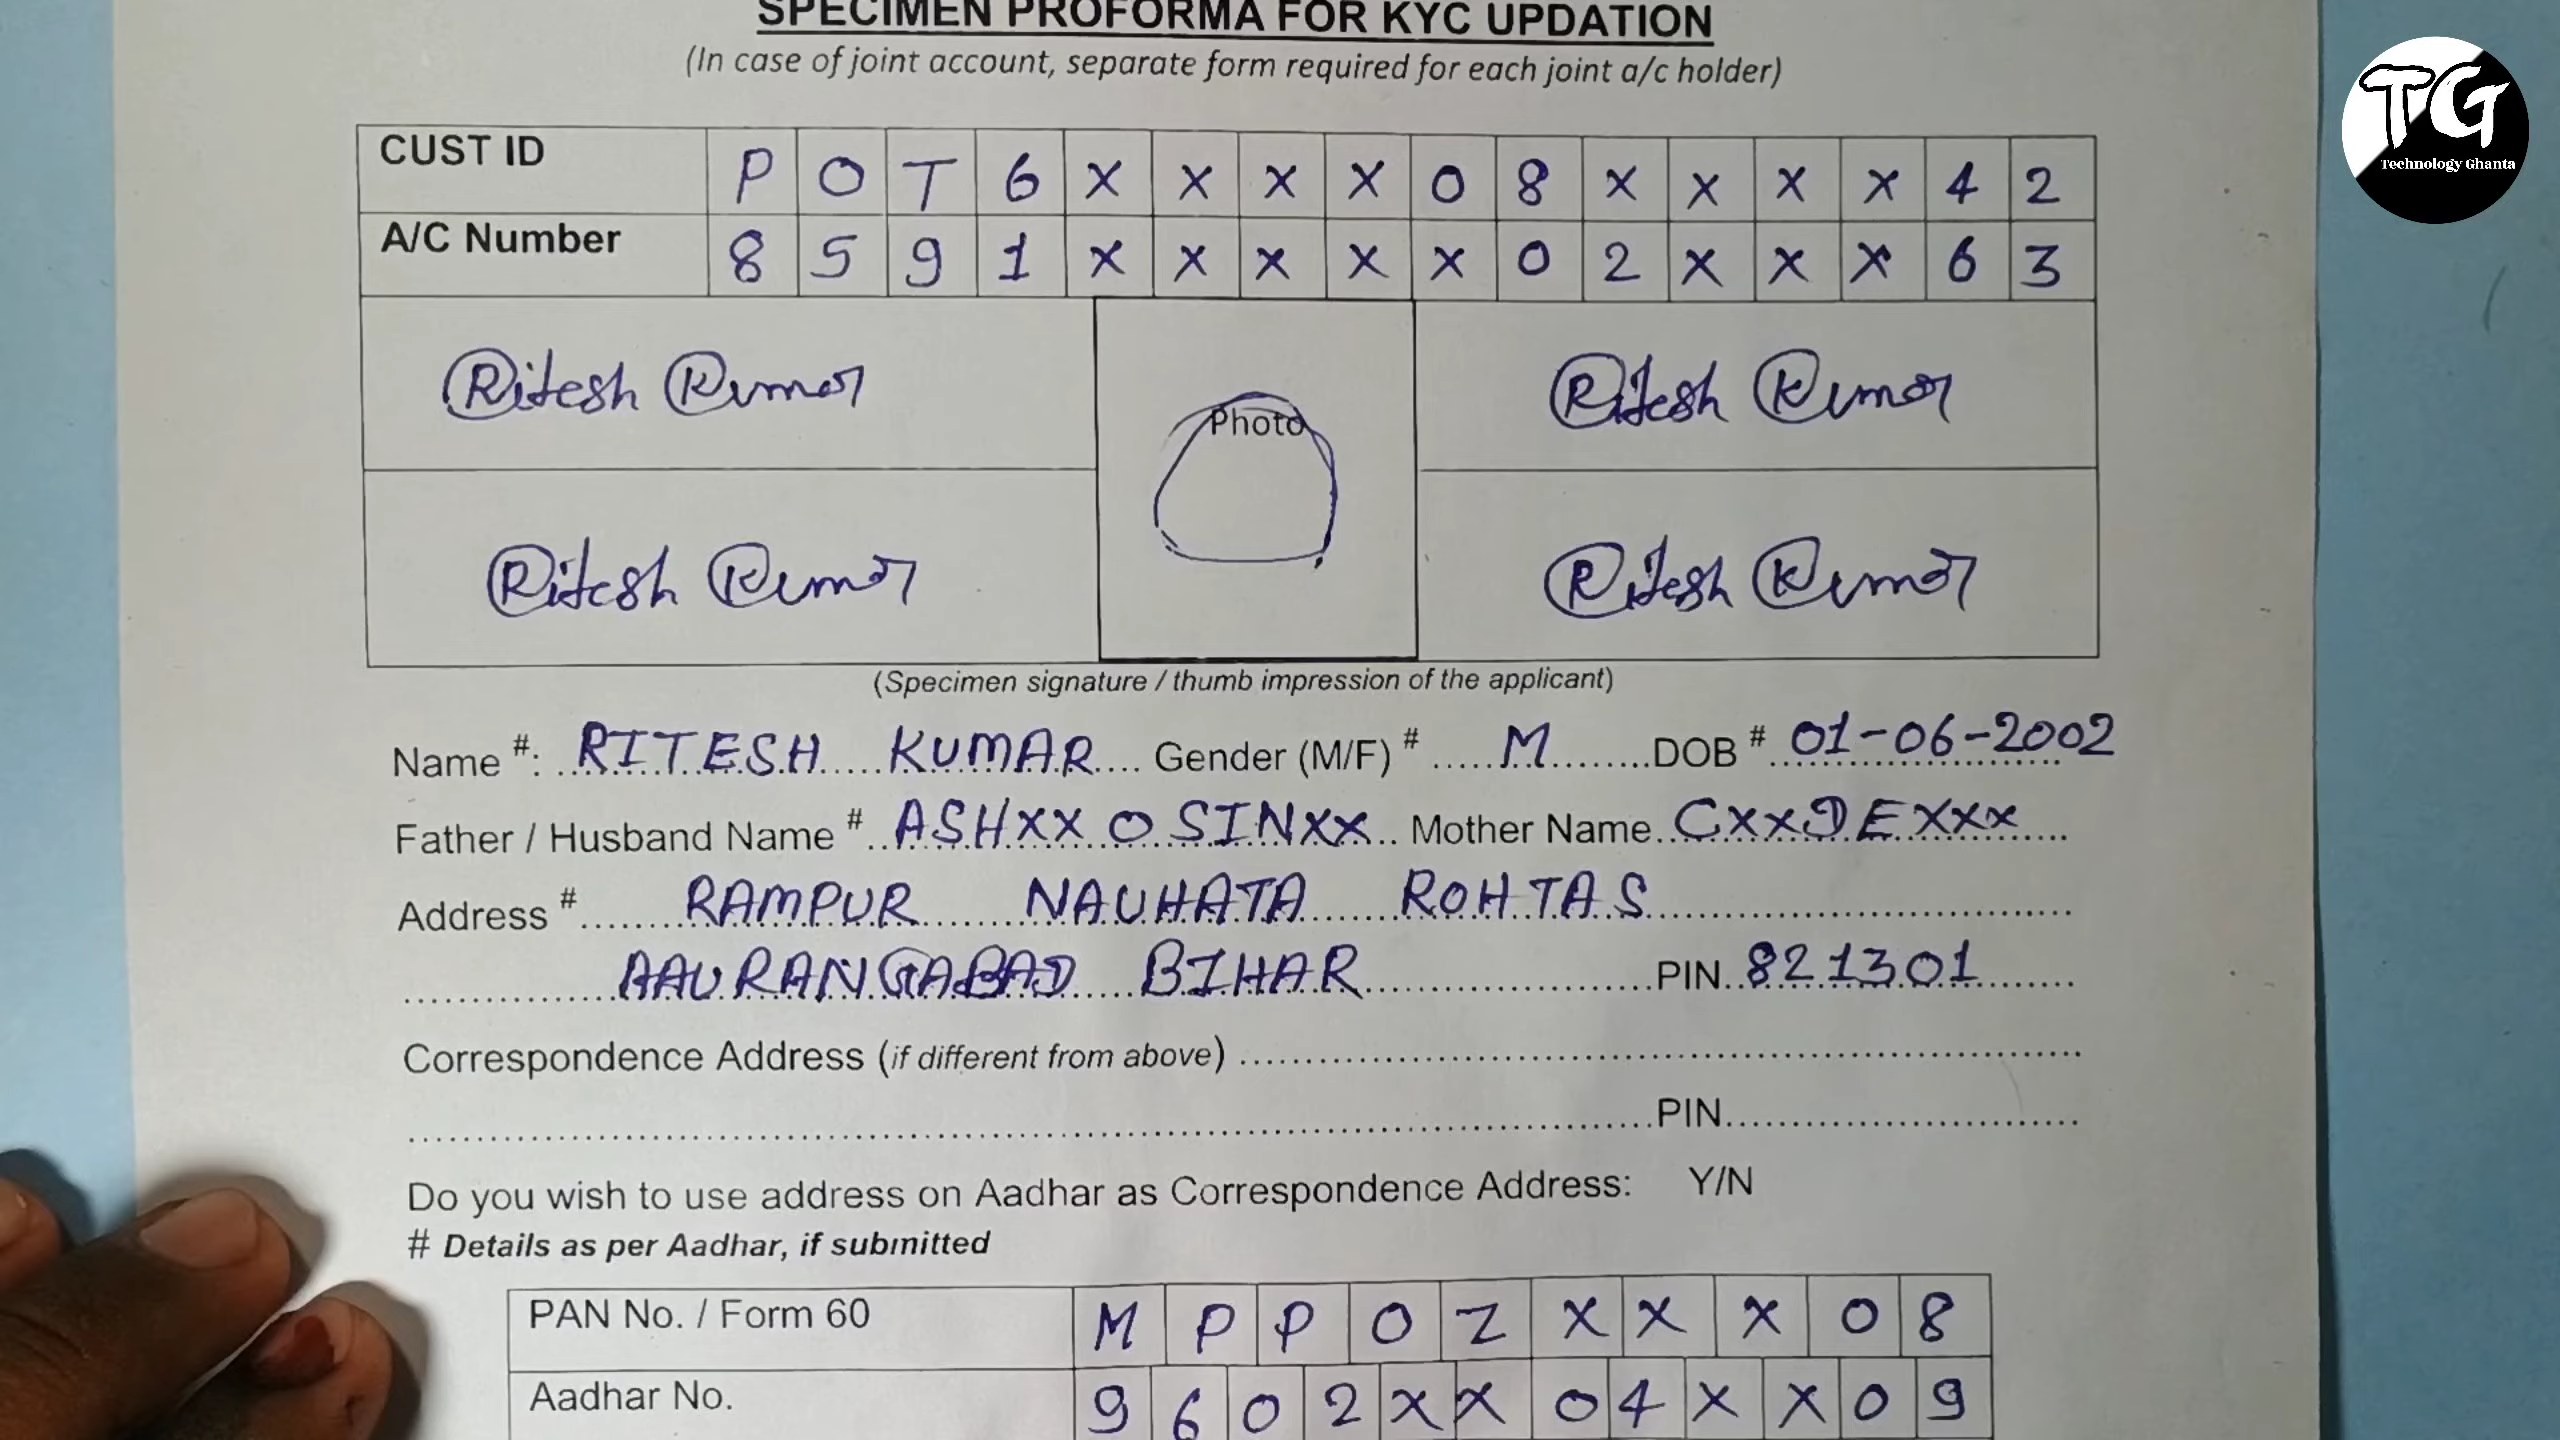 SPECIMEN PROFORMA FOR KYC UPDATION
(In case of joint account, separate form required for each joint a/c holder)
TG
Technology Ghanta
CUST ID P O T 6 X X X X 0 8 X X X X 4 2
A/C Number 8 5 9 1 X X X X X 0 2 X X X 6 3
Ritesh Kumar Ritesh Kumar
Photo
Ritesh Kumar Ritesh Kumar
(Specimen signature / thumb impression of the applicant)
Name #: RITESH KUMAR Gender (M/F) # M DOB # 01-06-2002
Father / Husband Name # ASHXX O SINXX Mother Name CXXDEXXX
Address # RAMPUR NAUHATA ROHTAS
AAURANGABAD BIHAR PIN 821301
Correspondence Address (if different from above)
PIN
Do you wish to use address on Aadhar as Correspondence Address: Y/N
# Details as per Aadhar, if submitted
PAN No. / Form 60 M P P O Z X X X 0 8
Aadhar No. 9 6 0 2 X X 0 4 X X 0 9